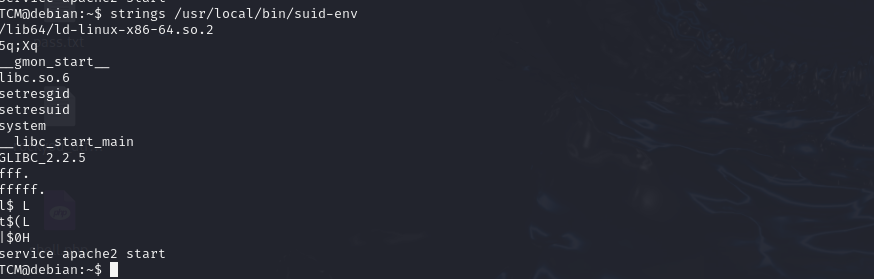 service apache2 start
TCM@debian:~$ strings /usr/local/bin/suid-env
/lib64/ld-linux-x86-64.so.2
5q;Xq
__gmon_start__
libc.so.6
setresgid
setresuid
system
__libc_start_main
GLIBC_2.2.5
fff.
fffff.
l$ L
t$(L
|$0H
service apache2 start
TCM@debian:~$